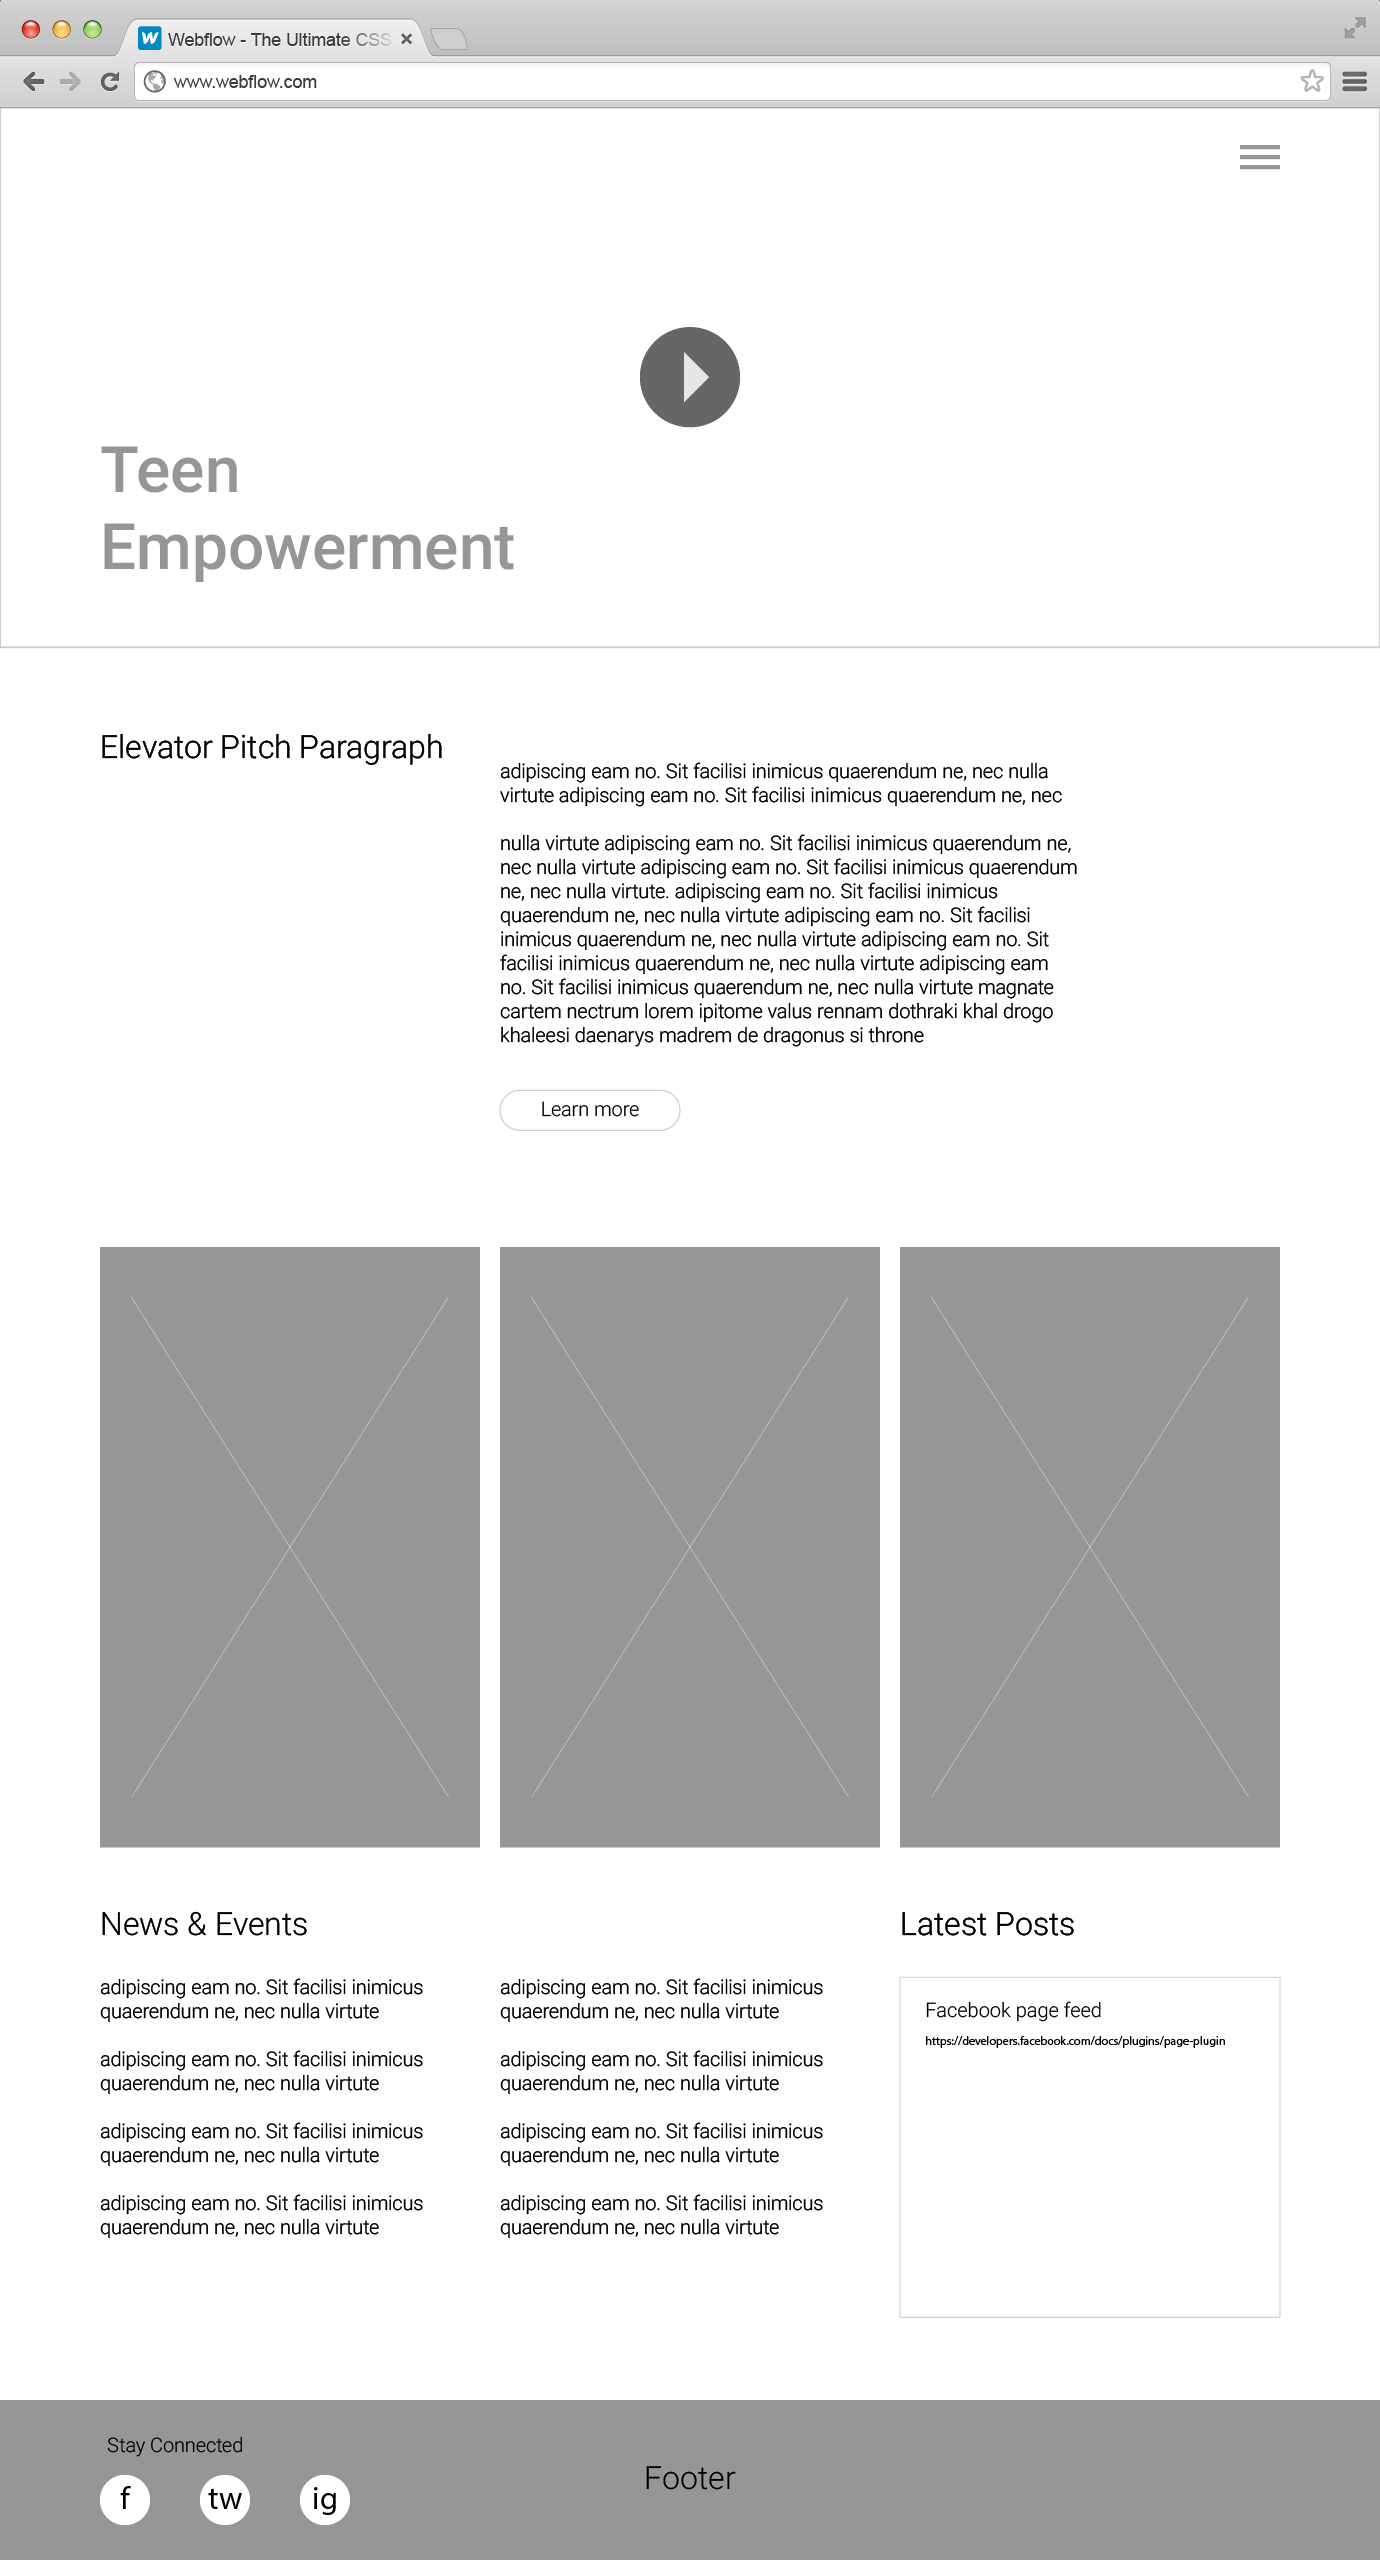 Webflow - The Ultimate CSS
www.webflow.com
Teen
Empowerment
Elevator Pitch Paragraph
adipiscing eam no. Sit facilisi inimicus quaerendum ne, nec nulla
virtute adipiscing eam no. Sit facilisi inimicus quaerendum ne, nec
nulla virtute adipiscing eam no. Sit facilisi inimicus quaerendum ne,
nec nulla virtute adipiscing eam no. Sit facilisi inimicus quaerendum
ne, nec nulla virtute. adipiscing eam no. Sit facilisi inimicus
quaerendum ne, nec nulla virtute adipiscing eam no. Sit facilisi
inimicus quaerendum ne, nec nulla virtute adipiscing eam no. Sit
facilisi inimicus quaerendum ne, nec nulla virtute adipiscing eam
no. Sit facilisi inimicus quaerendum ne, nec nulla virtute magnate
cartem nectrum lorem ipitome valus rennam dothraki khal drogo
khaleesi daenarys madrem de dragonus si throne
Learn more
News & Events
adipiscing eam no. Sit facilisi inimicus
quaerendum ne, nec nulla virtute
adipiscing eam no. Sit facilisi inimicus
quaerendum ne, nec nulla virtute
adipiscing eam no. Sit facilisi inimicus
quaerendum ne, nec nulla virtute
adipiscing eam no. Sit facilisi inimicus
quaerendum ne, nec nulla virtute
adipiscing eam no. Sit facilisi inimicus
quaerendum ne, nec nulla virtute
adipiscing eam no. Sit facilisi inimicus
quaerendum ne, nec nulla virtute
adipiscing eam no. Sit facilisi inimicus
quaerendum ne, nec nulla virtute
adipiscing eam no. Sit facilisi inimicus
quaerendum ne, nec nulla virtute
Latest Posts
Facebook page feed
https://developers.facebook.com/docs/plugins/page-plugin
Stay Connected
f tw ig
Footer